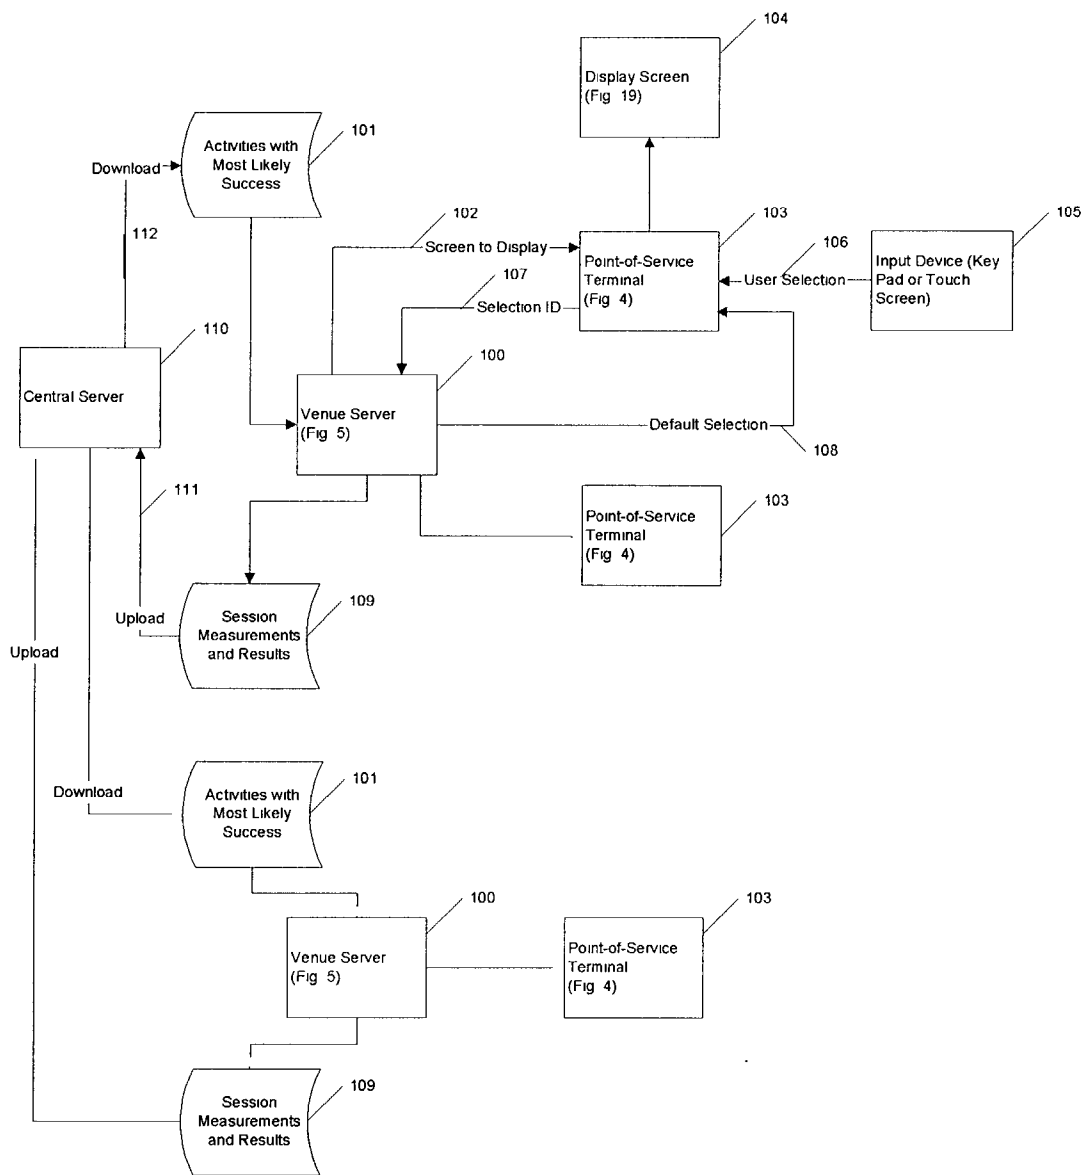 104
Display Screen
(Fig 19)
101
Activities with
Most Likely
Success
Download
112
102
Screen to Display
103
Point-of-Service
Terminal
(Fig 4)
105
106
User Selection
Input Device (Key
Pad or Touch
Screen)
107
Selection ID
110
Central Server
100
Venue Server
(Fig 5)
Default Selection
108
111
103
Point-of-Service
Terminal
(Fig 4)
Upload
109
Session
Measurements
and Results
Upload
101
Activities with
Most Likely
Success
Download
100
Venue Server
(Fig 5)
103
Point-of-Service
Terminal
(Fig 4)
109
Session
Measurements
and Results